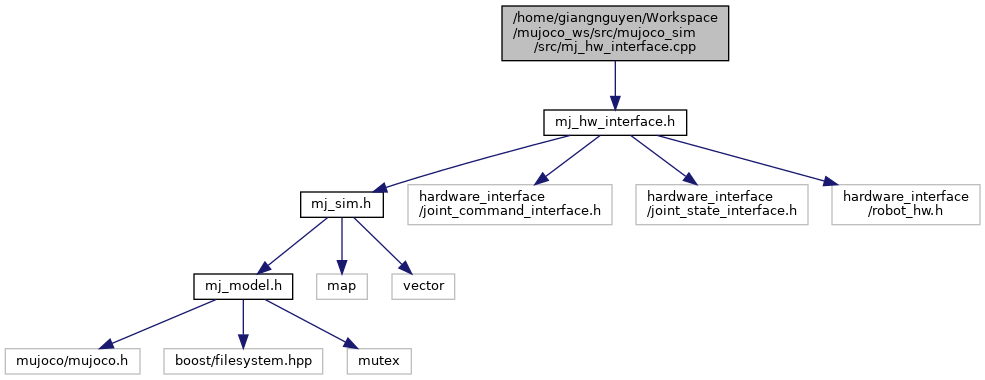 /home/giangnguyen/Workspace
/mujoco_ws/src/mujoco_sim
/src/mj_hw_interface.cpp
mj_hw_interface.h
mj_sim.h
hardware_interface
/joint_command_interface.h
hardware_interface
/joint_state_interface.h
hardware_interface
/robot_hw.h
mj_model.h
map
vector
mujoco/mujoco.h
boost/filesystem.hpp
mutex